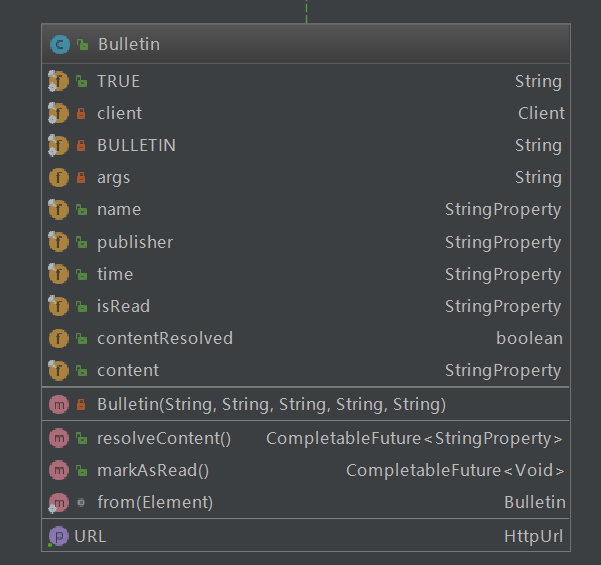 Bulletin
TRUE String
client Client
BULLETIN String
args String
name StringProperty
publisher StringProperty
time StringProperty
isRead StringProperty
contentResolved boolean
content StringProperty
Bulletin(String, String, String, String, String)
resolveContent() CompletableFuture<StringProperty>
markAsRead() CompletableFuture<Void>
from(Element) Bulletin
URL HttpUrl